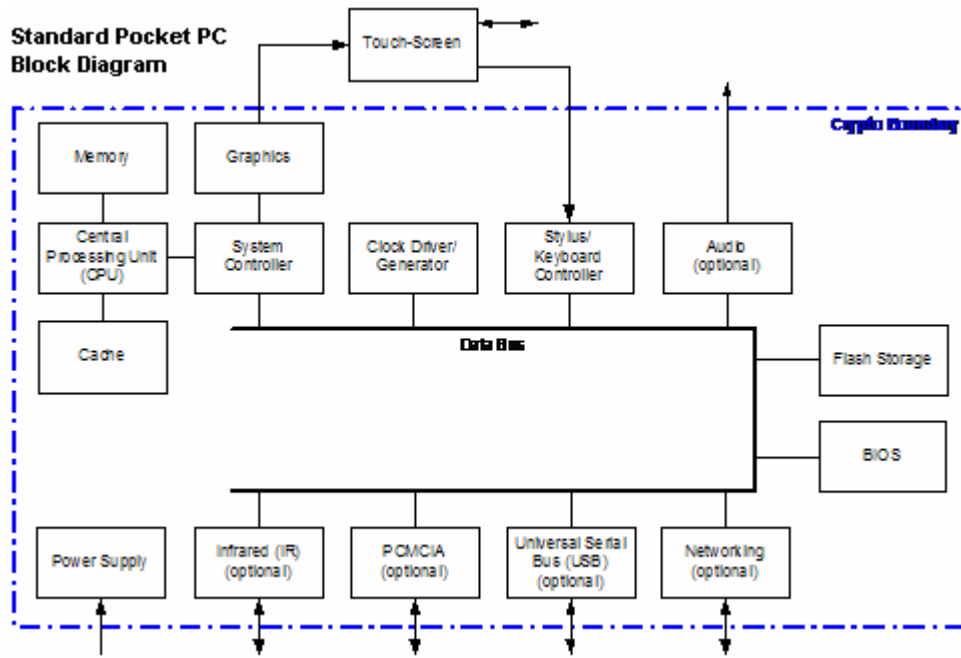 Standard Pocket PC
Block Diagram
Touch-Screen
Crypto Boundary
Memory
Graphics
Central
Processing Unit
(CPU)
System
Controller
Clock Driver/
Generator
Stylus/
Keyboard
Controller
Audio
(optional)
Cache
Data Bus
Flash Storage
BIOS
Power Supply
Infrared (IR)
(optional)
PCMCIA
(optional)
Universal Serial
Bus (USB)
(optional)
Networking
(optional)